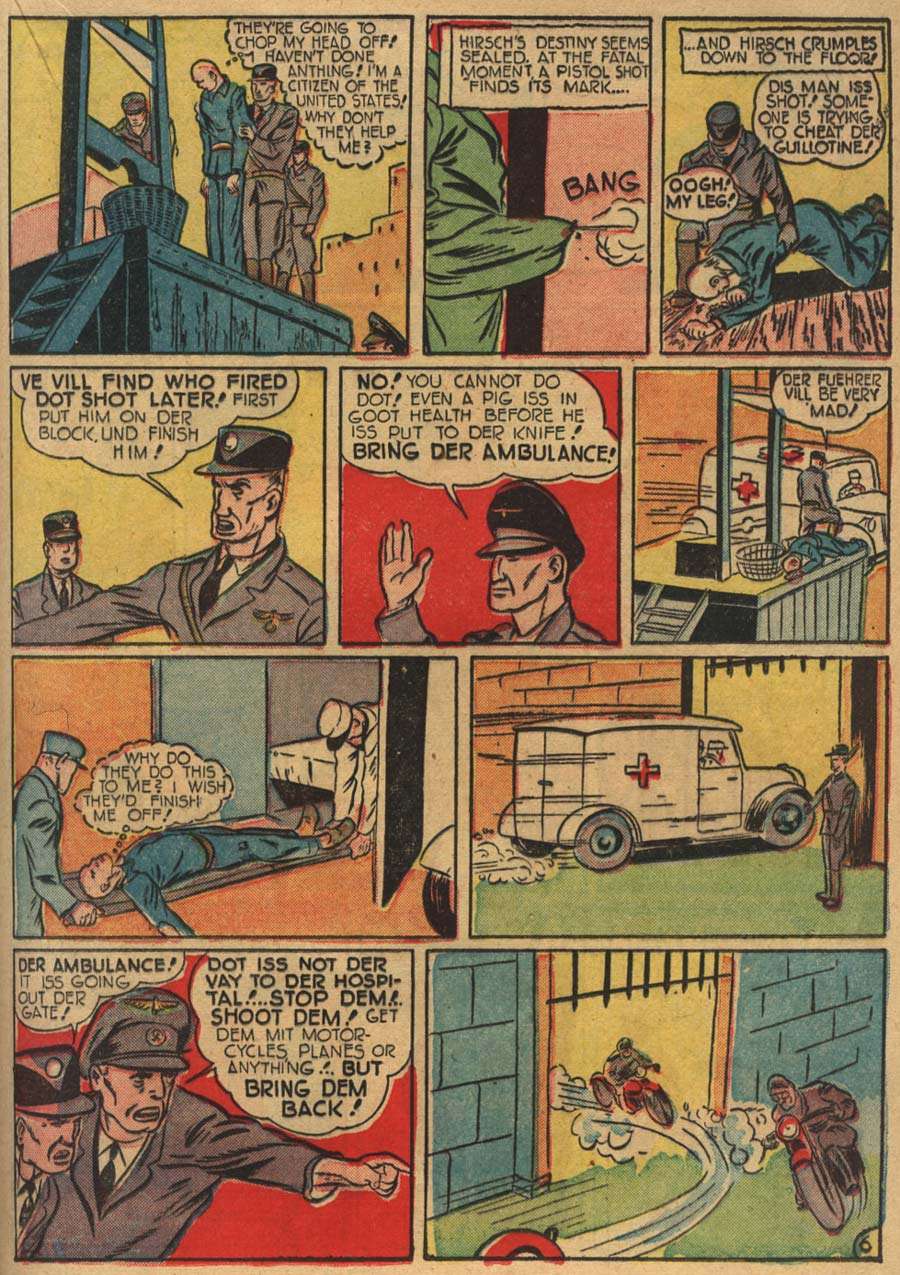 THEY'RE GOING TO
CHOP MY HEAD OFF!
I HAVEN'T DONE
ANTHING! I'M A
CITIZEN OF THE
UNITED STATES!
WHY DON'T
THEY HELP
ME?
HIRSCH'S DESTINY SEEMS
SEALED. AT THE FATAL
MOMENT A PISTOL SHOT
FINDS ITS MARK.....
BANG
...AND HIRSCH CRUMPLES
DOWN TO THE FLOOR!
DIS MAN ISS
SHOT! SOME-
ONE IS TRYING
TO CHEAT DER
GUILLOTINE!
OOGH!
MY LEG!
VE VILL FIND WHO FIRED
DOT SHOT LATER! FIRST
PUT HIM ON DER
BLOCK, UND FINISH
HIM!
NO! YOU CANNOT DO
DOT! EVEN A PIG ISS IN
GOOT HEALTH BEFORE HE
ISS PUT TO DER KNIFE!
BRING DER AMBULANCE!
DER FUEHRER
VILL BE VERY
MAD!
WHY DO
THEY DO THIS
TO ME? I WISH
THEY'D FINISH
ME OFF!
DER AMBULANCE!
IT ISS GOING
OUT DER
GATE!
DOT ISS NOT DER
VAY TO DER HOSPI-
TAL!...STOP DEM!..
SHOOT DEM! GET
DEM MIT MOTOR-
CYCLES PLANES OR
ANYTHING.!. BUT
BRING DEM
BACK!
6